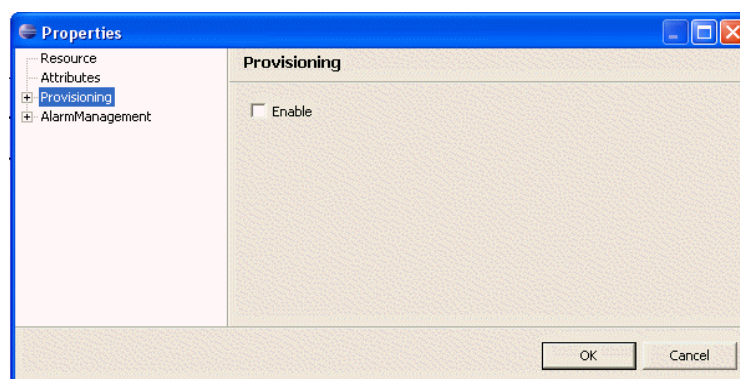 Properties
Resource
Attributes
Provisioning
AlarmManagement
Provisioning
Enable
OK
Cancel